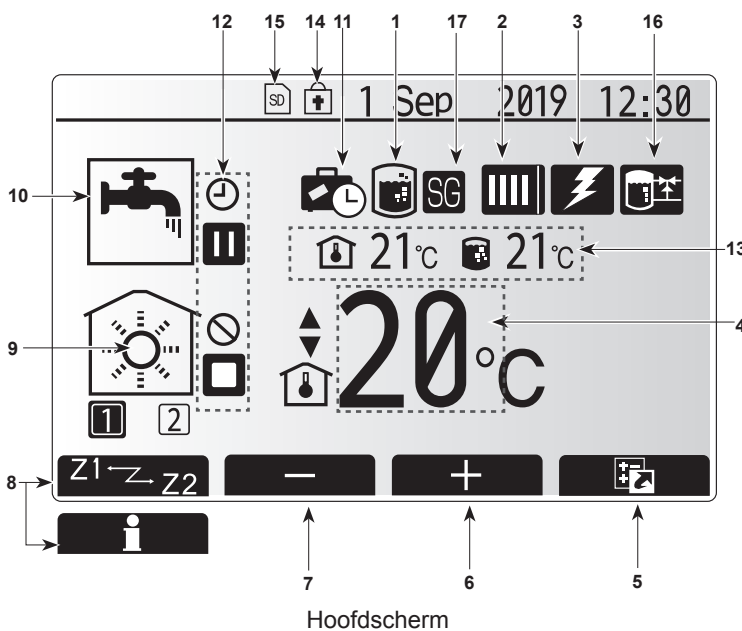 12 15 14 11 1 17 2 3 16
SD 1 Sep 2019 12:30
10
SG
21°C 21°C 13
4
20°C
9
1 2
8 Z1 Z2 − +
i
7 6 5
Hoofdscherm